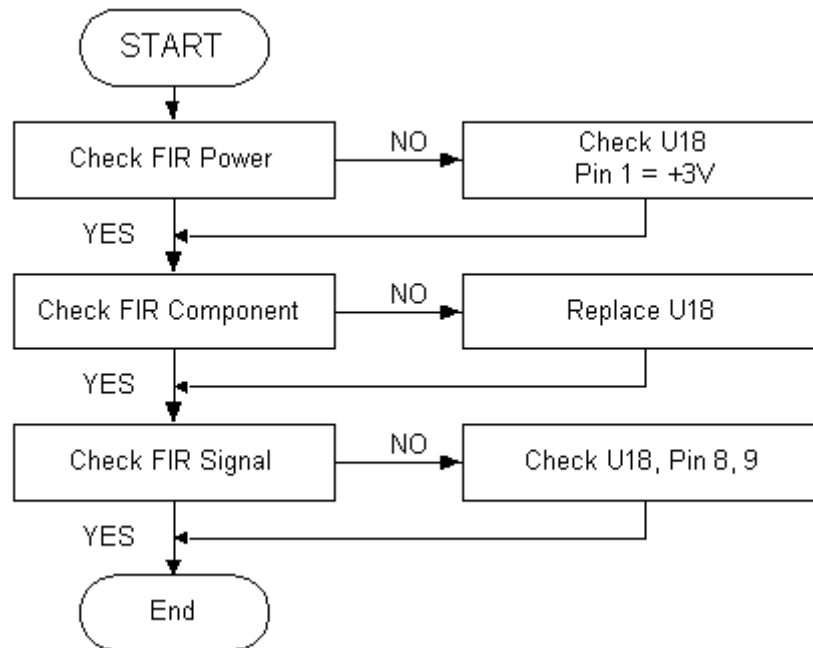 START
Check FIR Power
NO
Check U18
Pin 1 = +3V
YES
Check FIR Component
NO
Replace U18
YES
Check FIR Signal
NO
Check U18, Pin 8, 9
YES
End